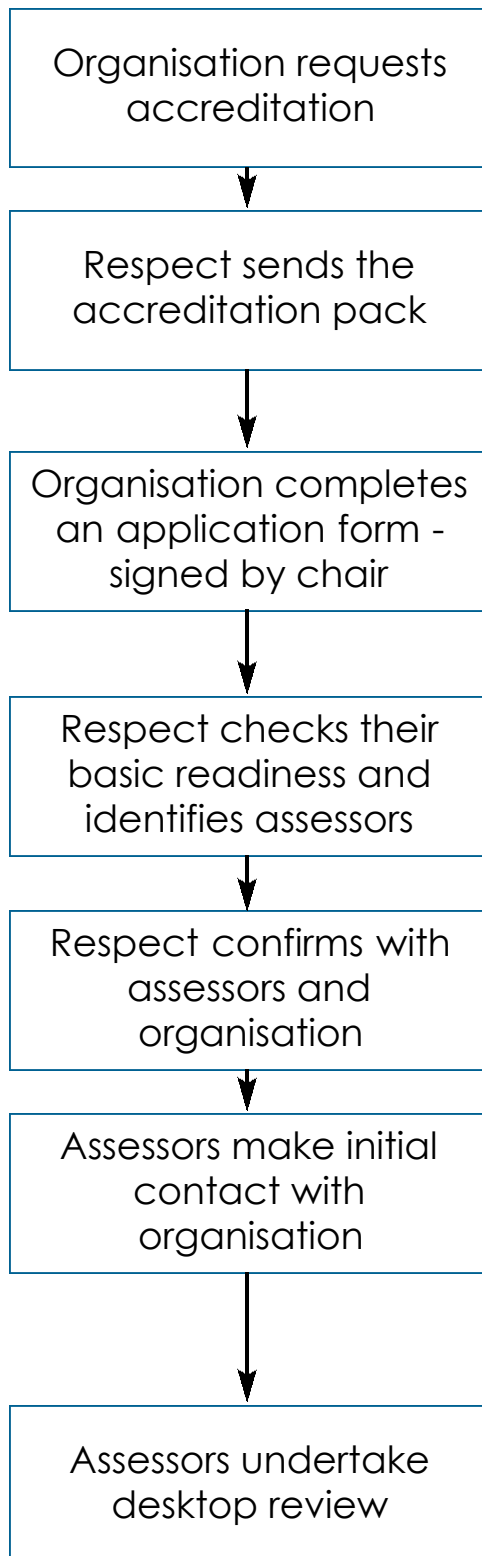 Organisation requests
accreditation
Respect sends the
accreditation pack
Organisation completes
an application form -
signed by chair
Respect checks their
basic readiness and
identifies assessors
Respect confirms with
assessors and
organisation
Assessors make initial
contact with
organisation
Assessors undertake
desktop review